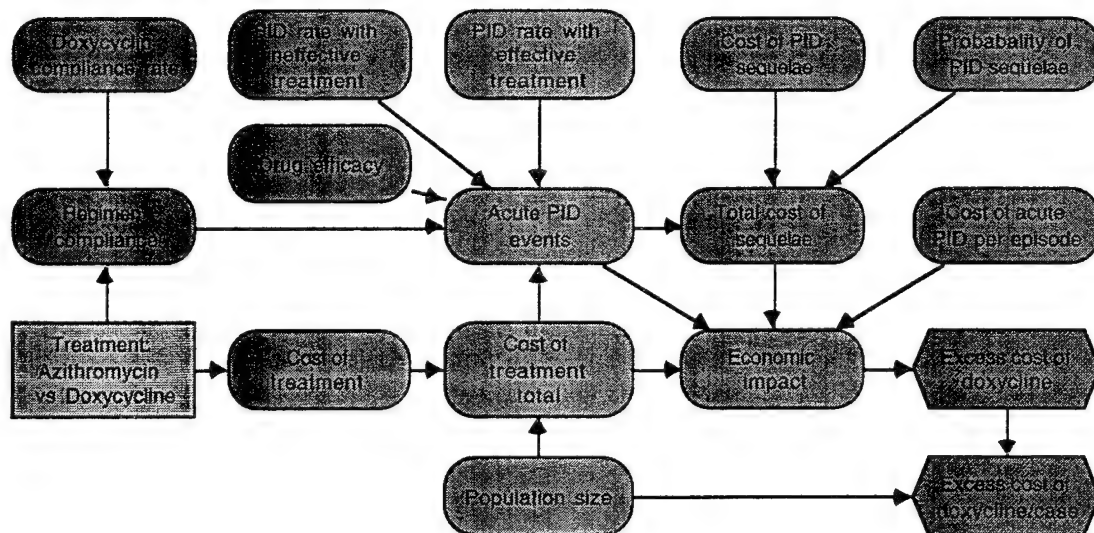 Doxycyclin
compliance rate
PID rate with
ineffective
treatment
PID rate with
effective
treatment
Cost of PID
sequelae
Probabality of
PID sequelae
Drug efficacy
Regimen
compliance
Acute PID
events
Total cost of
sequelae
Cost of acute
PID per episode
Treatment:
Azithromycin
vs Doxycycline
Cost of
treatment
Cost of
treatment
total
Economic
impact
Excess cost of
doxycline
Population size
Excess cost of
doxycline/case